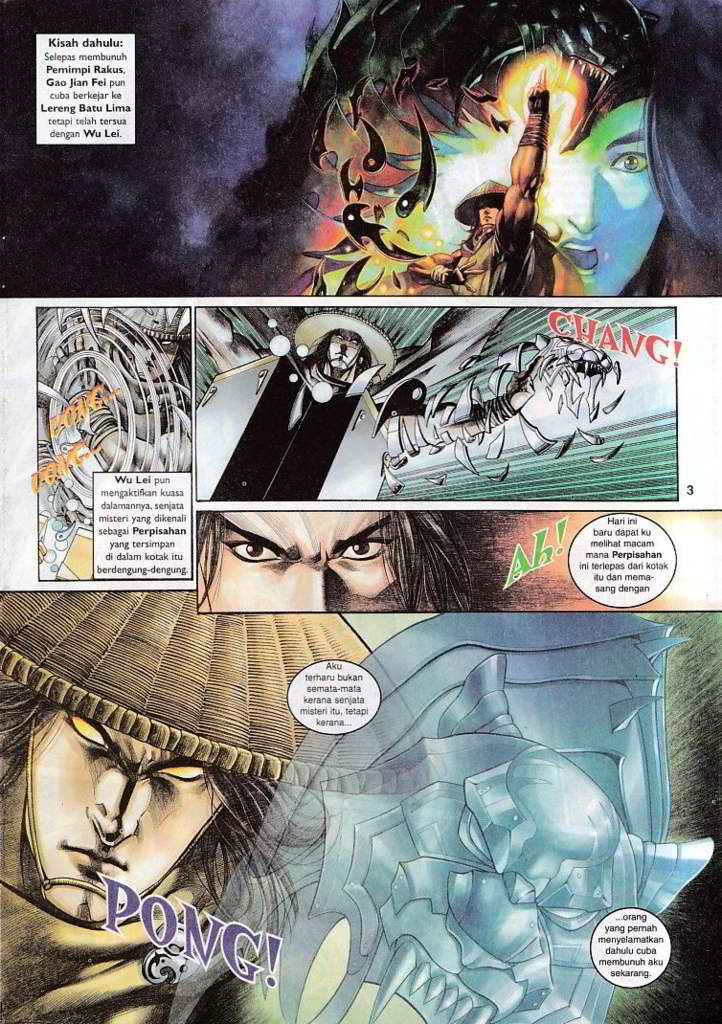 Kisah dahulu:
Selepas membunuh
Pemimpi Rakus,
Gao Jian Fei pun
cuba berkejar ke
Lereng Batu Lima
tetapi telah tersua
dengan Wu Lei.
CHANG!
PONG...
PONG...
Wu Lei pun
mengaktifkan kuasa
dalamannya, senjata
misteri yang dikenali
sebagai Perpisahan
yang tersimpan
di dalam kotak itu
berdengung-dengung.
3
Ah!
Hari ini
baru dapat ku
melihat macam
mana Perpisahan
ini terlepas dari kotak
itu dan mema-
sang dengan
Aku
terharu bukan
semata-mata
kerana senjata
misteri itu, tetapi
kerana...
PONG!
...orang
yang pernah
menyelamatkan
dahulu cuba
membunuh aku
sekarang.